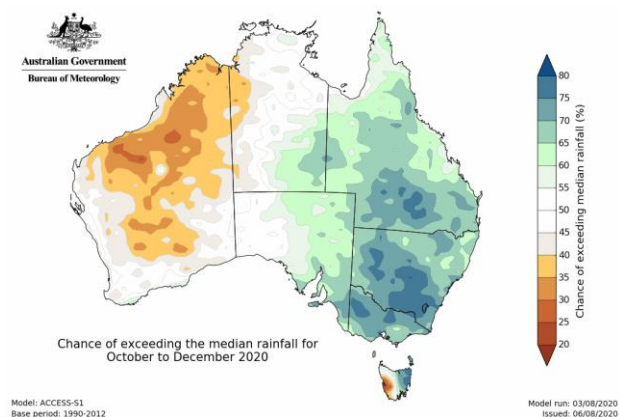 Australian Government
Bureau of Meteorology
80
75
70
65
60
55
50
45
40
35
30
25
20
Chance of exceeding median rainfall (%)
Chance of exceeding the median rainfall for
October to December 2020
Model: ACCESS-S1
Base period: 1990-2012
Model run: 03/08/2020
Issued: 06/08/2020